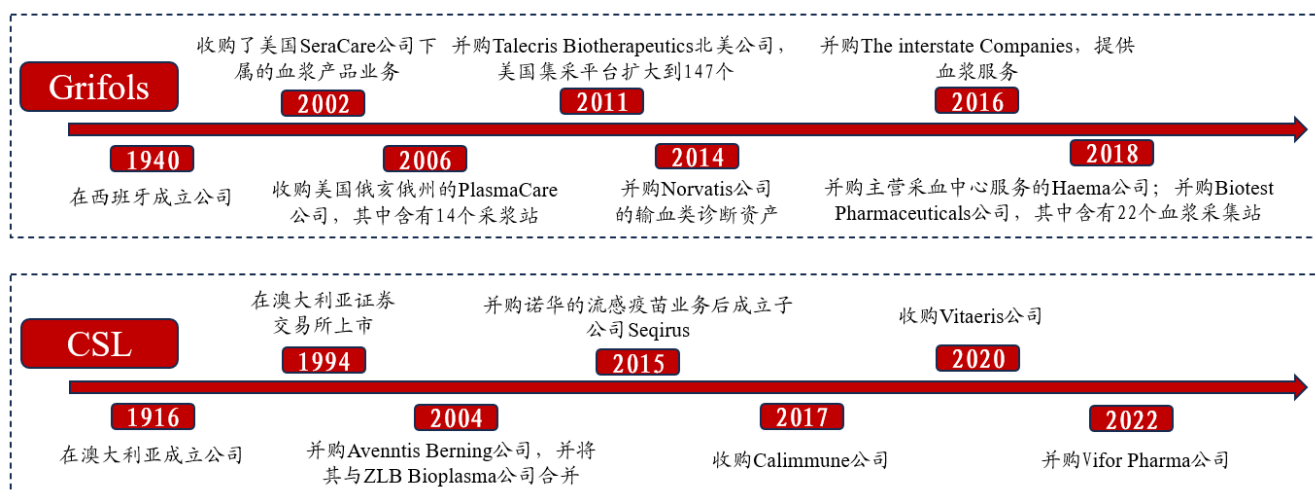 Grifols
收购了美国SeraCare公司下
属的血浆产品业务
2002
并购Talecris Biotherapeutics北美公司，
美国集采平台扩大到147个
2011
并购The interstate Companies，提供
血浆服务
2016
1940
在西班牙成立公司
2006
收购美国俄亥俄州的PlasmaCare
公司，其中含有14个采浆站
2014
并购Norvatis公司
的输血类诊断资产
2018
并购主营采血中心服务的Haema公司；并购Biotest
Pharmaceuticals公司，其中含有22个血浆采集站
CSL
在澳大利亚证券
交易所上市
1994
并购诺华的流感疫苗业务后成立子
公司Seqirus
2015
收购Vitaeris公司
2020
1916
在澳大利亚成立公司
2004
并购Avenntis Berning公司，并将
其与ZLB Bioplasma公司合并
2017
收购Calimmune公司
2022
并购Vifor Pharma公司